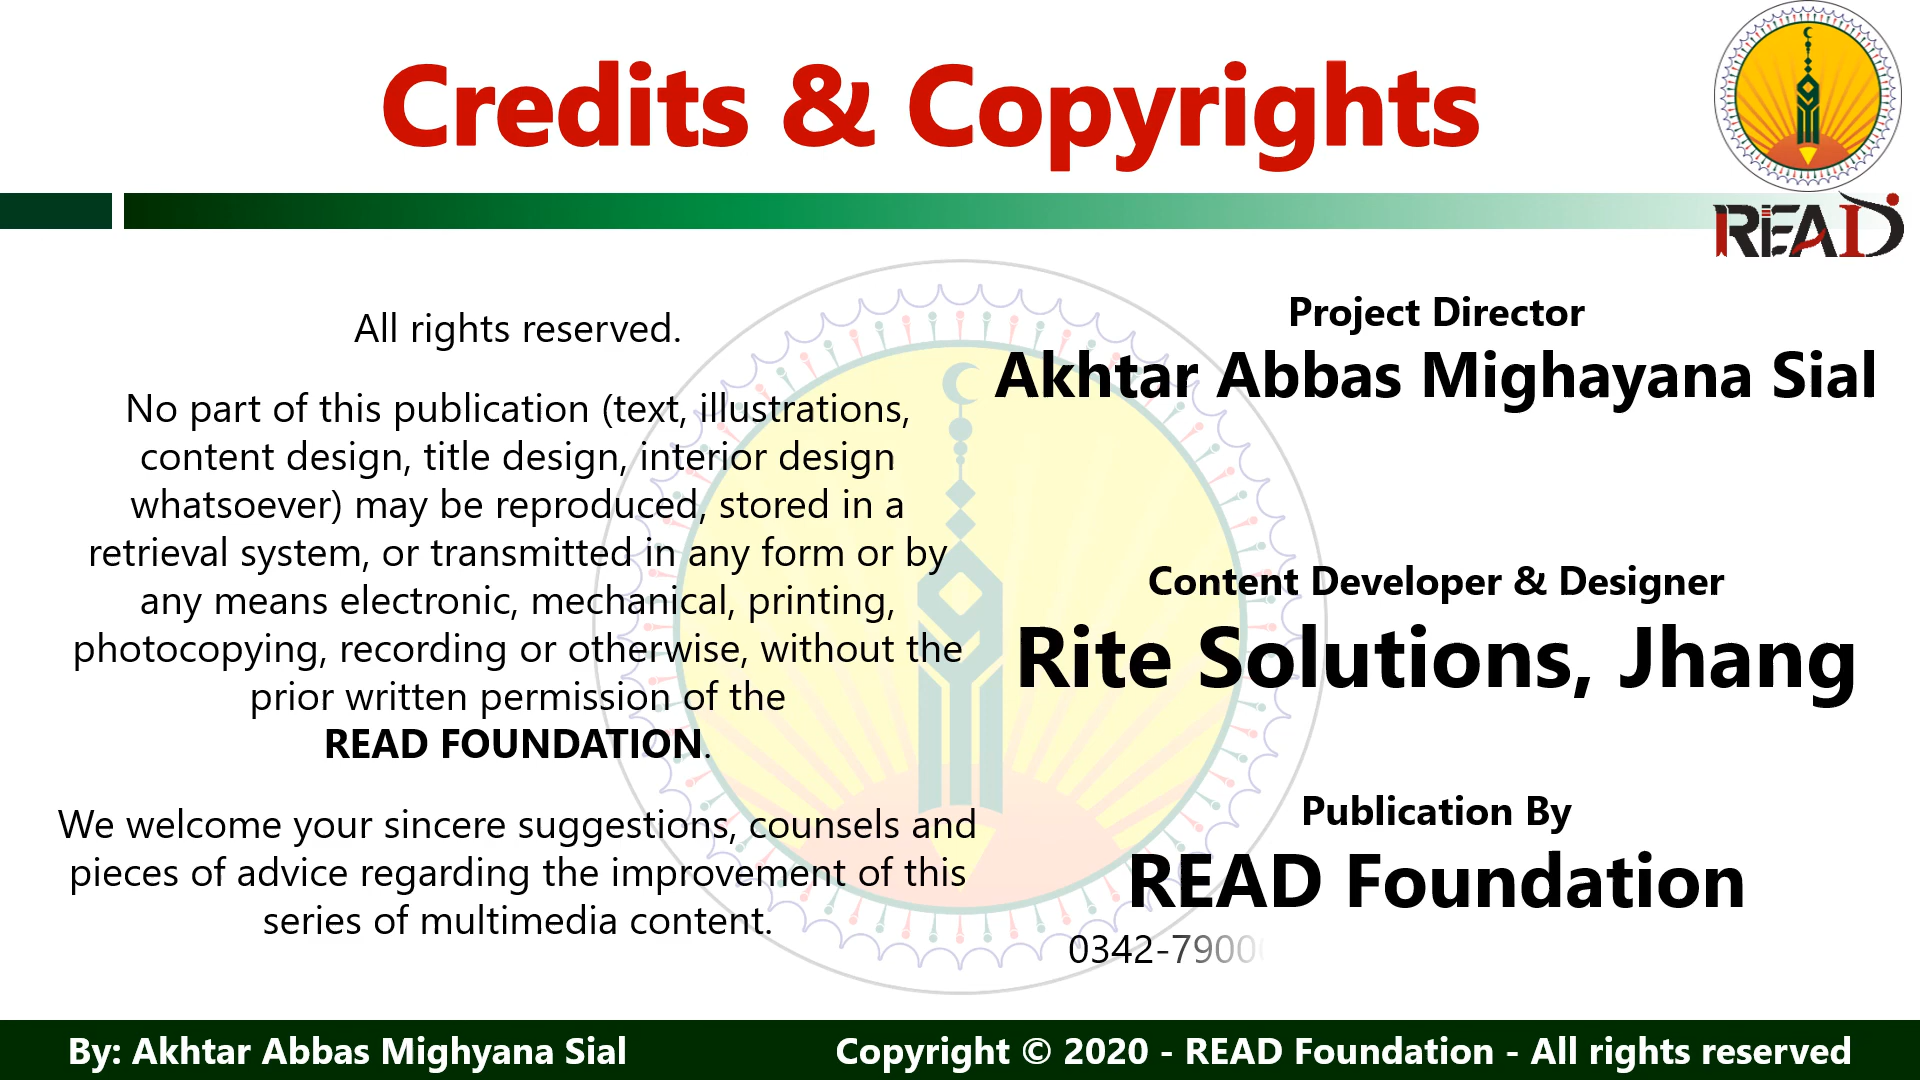 Credits & Copyrights
READ
All rights reserved.
No part of this publication (text, illustrations,
content design, title design, interior design
whatsoever) may be reproduced, stored in a
retrieval system, or transmitted in any form or by
any means electronic, mechanical, printing,
photocopying, recording or otherwise, without the
prior written permission of the
READ FOUNDATION.
We welcome your sincere suggestions, counsels and
pieces of advice regarding the improvement of this
series of multimedia content.
Project Director
Akhtar Abbas Mighayana Sial
Content Developer & Designer
Rite Solutions, Jhang
Publication By
READ Foundation
0342-7900
By: Akhtar Abbas Mighyana Sial
Copyright © 2020 - READ Foundation - All rights reserved